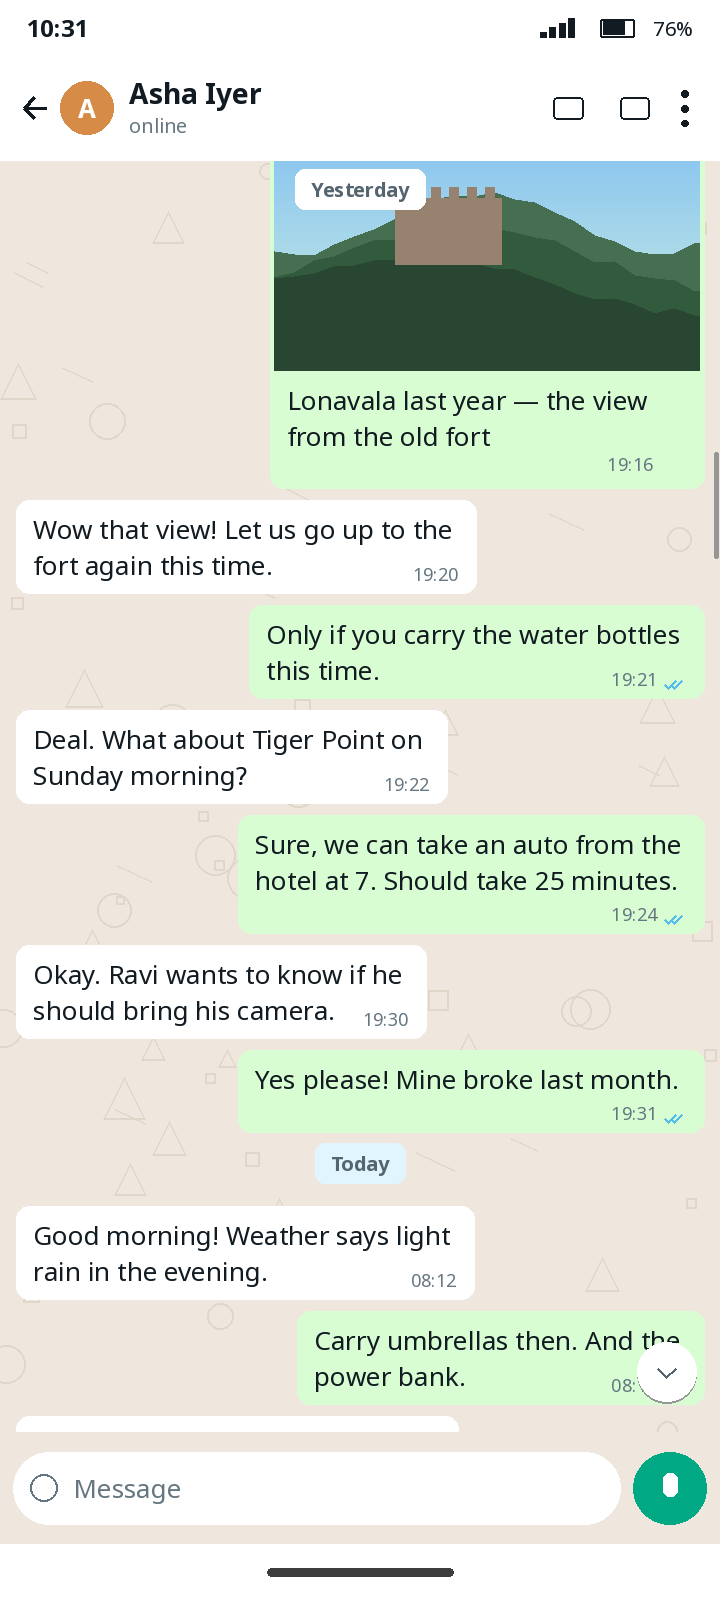 10:31
76%
Asha Iyer
online
Yesterday
Lonavala last year — the view
from the old fort
19:16
Wow that view! Let us go up to the
fort again this time.
19:20
Only if you carry the water bottles
this time.
19:21
Deal. What about Tiger Point on
Sunday morning?
19:22
Sure, we can take an auto from the
hotel at 7. Should take 25 minutes.
19:24
Okay. Ravi wants to know if he
should bring his camera.
19:30
Yes please! Mine broke last month.
19:31
Today
Good morning! Weather says light
rain in the evening.
08:12
Carry umbrellas then. And the
power bank.
Message